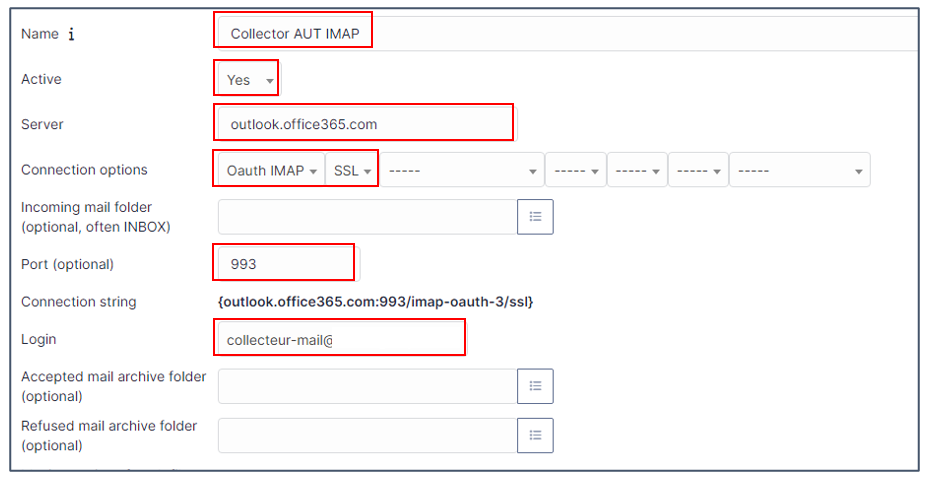 Name i Collector AUT IMAP
Active Yes
Server outlook.office365.com
Connection options Oauth IMAP SSL ----- ----- ----- ----- -----
Incoming mail folder
(optional, often INBOX)
Port (optional) 993
Connection string {outlook.office365.com:993/imap-oauth-3/ssl}
Login collecteur-mail@
Accepted mail archive folder
(optional)
Refused mail archive folder
(optional)